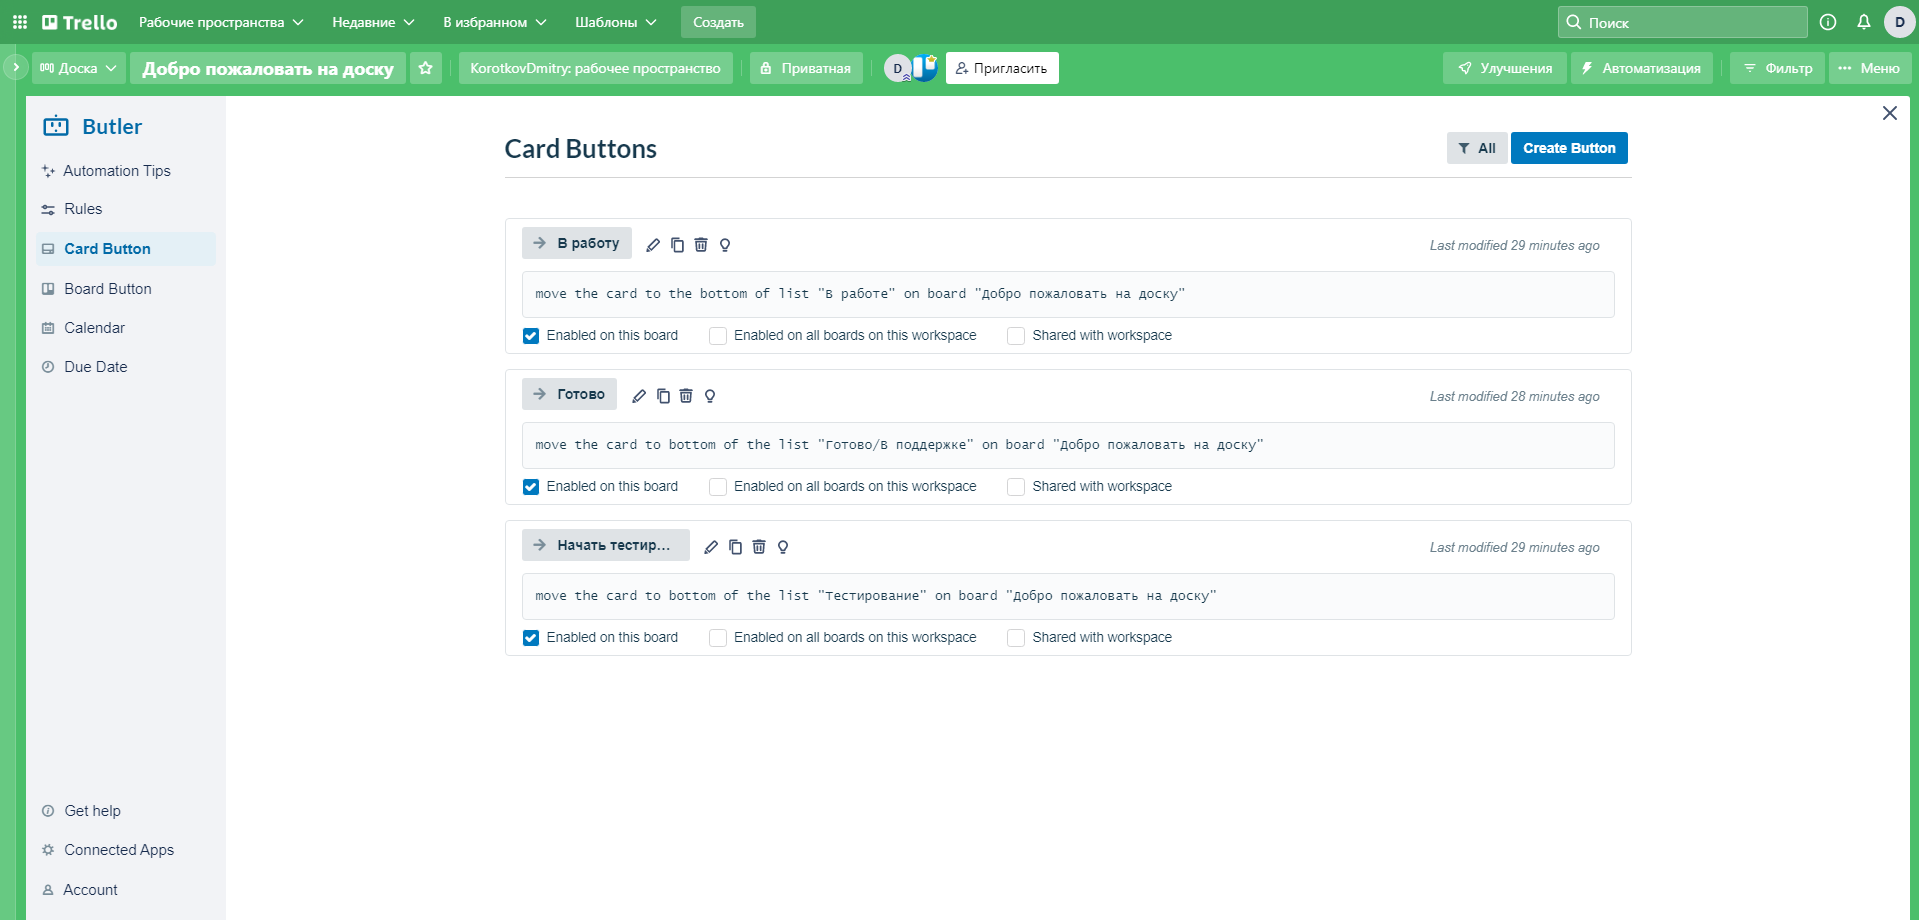 Trello Рабочие пространства Недавние В избранном Шаблоны Создать Поиск D
Доска Добро пожаловать на доску KorotkovDmitry: рабочее пространство Приватная D Пригласить Улучшения Автоматизация Фильтр Меню
Butler
Automation Tips
Rules
Card Button
Board Button
Calendar
Due Date
Get help
Connected Apps
Account
Card Buttons All Create Button
В работу Last modified 29 minutes ago
move the card to the bottom of list "В работе" on board "Добро пожаловать на доску"
Enabled on this board Enabled on all boards on this workspace Shared with workspace
Готово Last modified 28 minutes ago
move the card to bottom of the list "Готово/В поддержке" on board "Добро пожаловать на доску"
Enabled on this board Enabled on all boards on this workspace Shared with workspace
Начать тестир... Last modified 29 minutes ago
move the card to bottom of the list "Тестирование" on board "Добро пожаловать на доску"
Enabled on this board Enabled on all boards on this workspace Shared with workspace